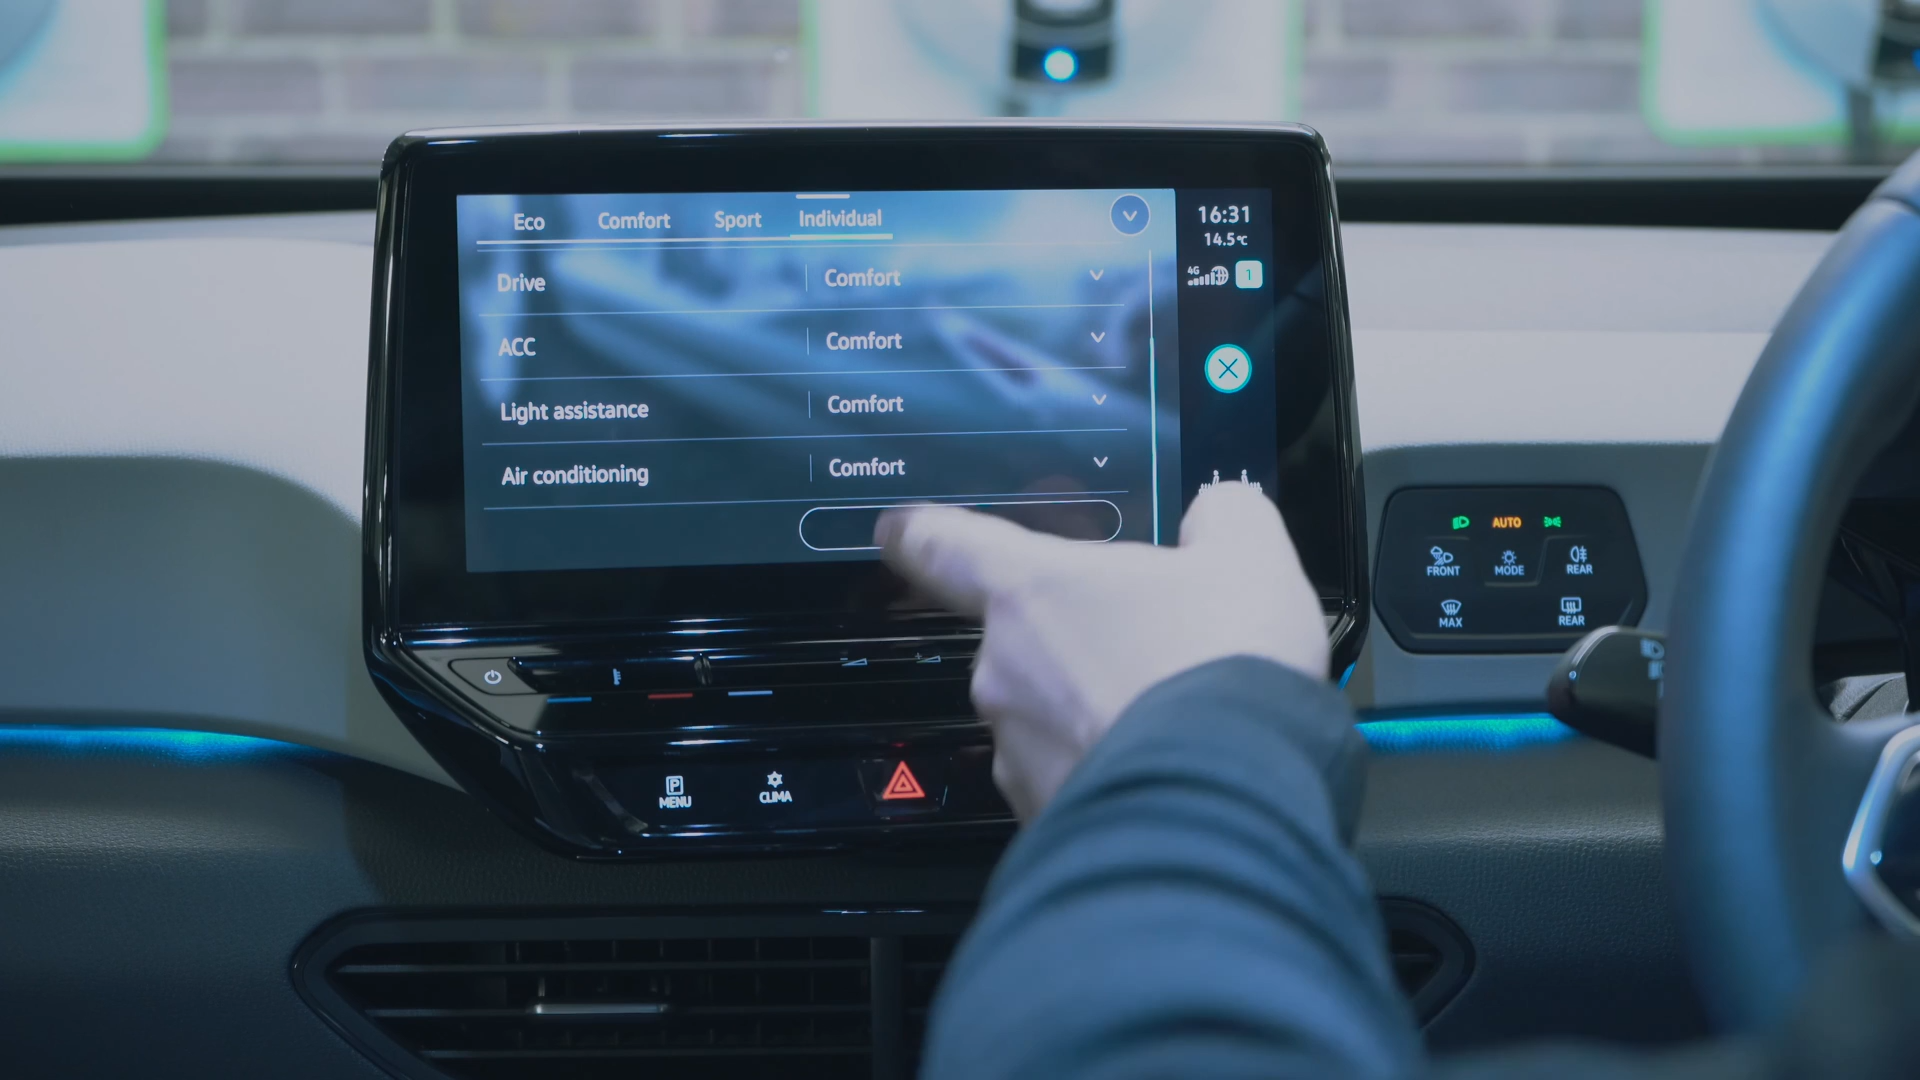 Eco Comfort Sport Individual
16:31
14.5°C
4G
1
Drive Comfort
ACC Comfort
Light assistance Comfort
Air conditioning Comfort
AUTO
FRONT MODE REAR
MAX REAR
P
MENU
CLIMA